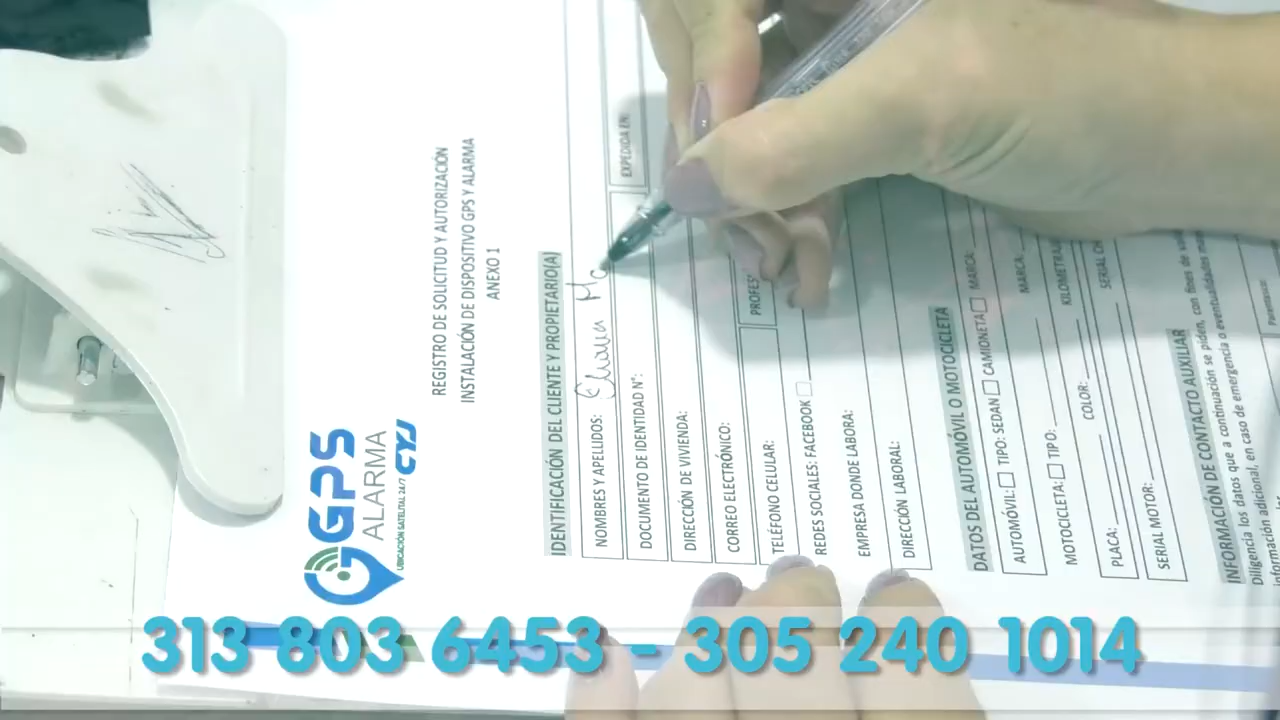 GPS
ALARMA
UBICACIÓN SATELITAL 24/7 CYJ
REGISTRO DE SOLICITUD Y AUTORIZACIÓN
INSTALACIÓN DE DISPOSITIVO GPS Y ALARMA
ANEXO 1
IDENTIFICACIÓN DEL CLIENTE Y PROPIETARIO(A)
NOMBRES Y APELLIDOS:
DOCUMENTO DE IDENTIDAD N°: EXPEDIDA EN:
DIRECCIÓN DE VIVIENDA:
CORREO ELECTRÓNICO:
TELÉFONO CELULAR:
REDES SOCIALES: FACEBOOK
EMPRESA DONDE LABORA:
DIRECCIÓN LABORAL:
DATOS DEL AUTOMÓVIL O MOTOCICLETA
AUTOMÓVIL: TIPO: SEDAN CAMIONETA MARCA:
MOTOCICLETA: TIPO: MARCA:
PLACA: COLOR:
SERIAL MOTOR: SERIAL
INFORMACIÓN DE CONTACTO AUXILIAR
Diligencia los datos que a continuación se piden, con fines de
información adicional, en caso de emergencia o eventualidades
313 803 6453 - 305 240 1014